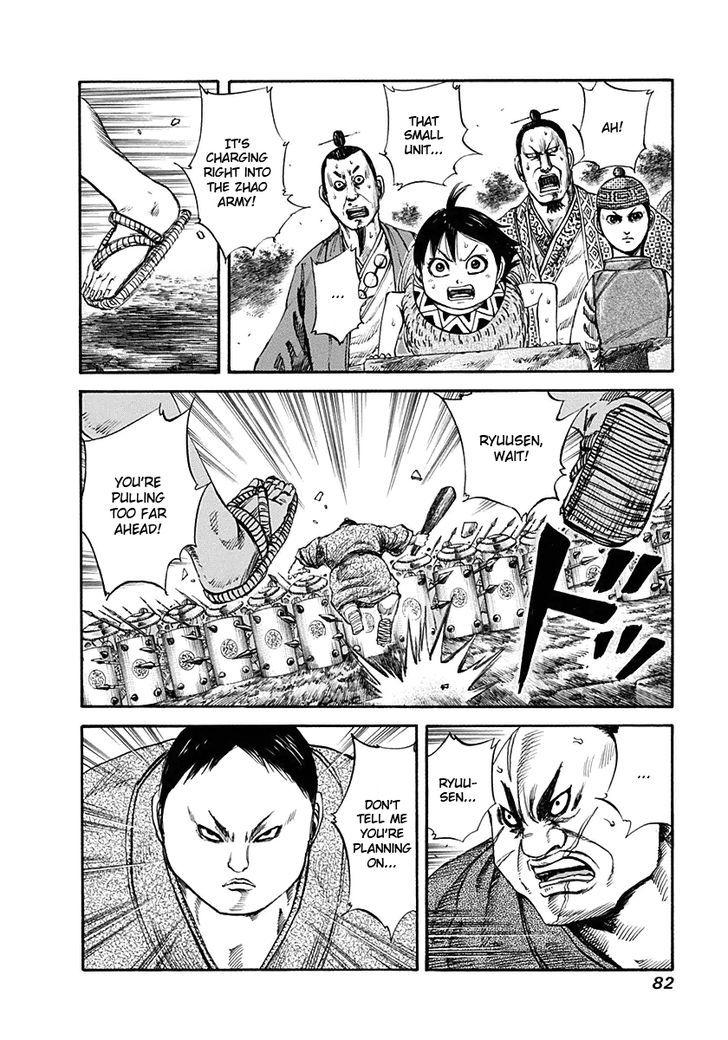 AH!
THAT
SMALL
UNIT...
...
IT'S
CHARGING
RIGHT INTO
THE ZHAO
ARMY!
RYUUSEN,
WAIT!
YOU'RE
PULLING
TOO FAR
AHEAD!
ドドッ
...
RYUU-
SEN...
DON'T
TELL ME
YOU'RE
PLANNING
ON...
82